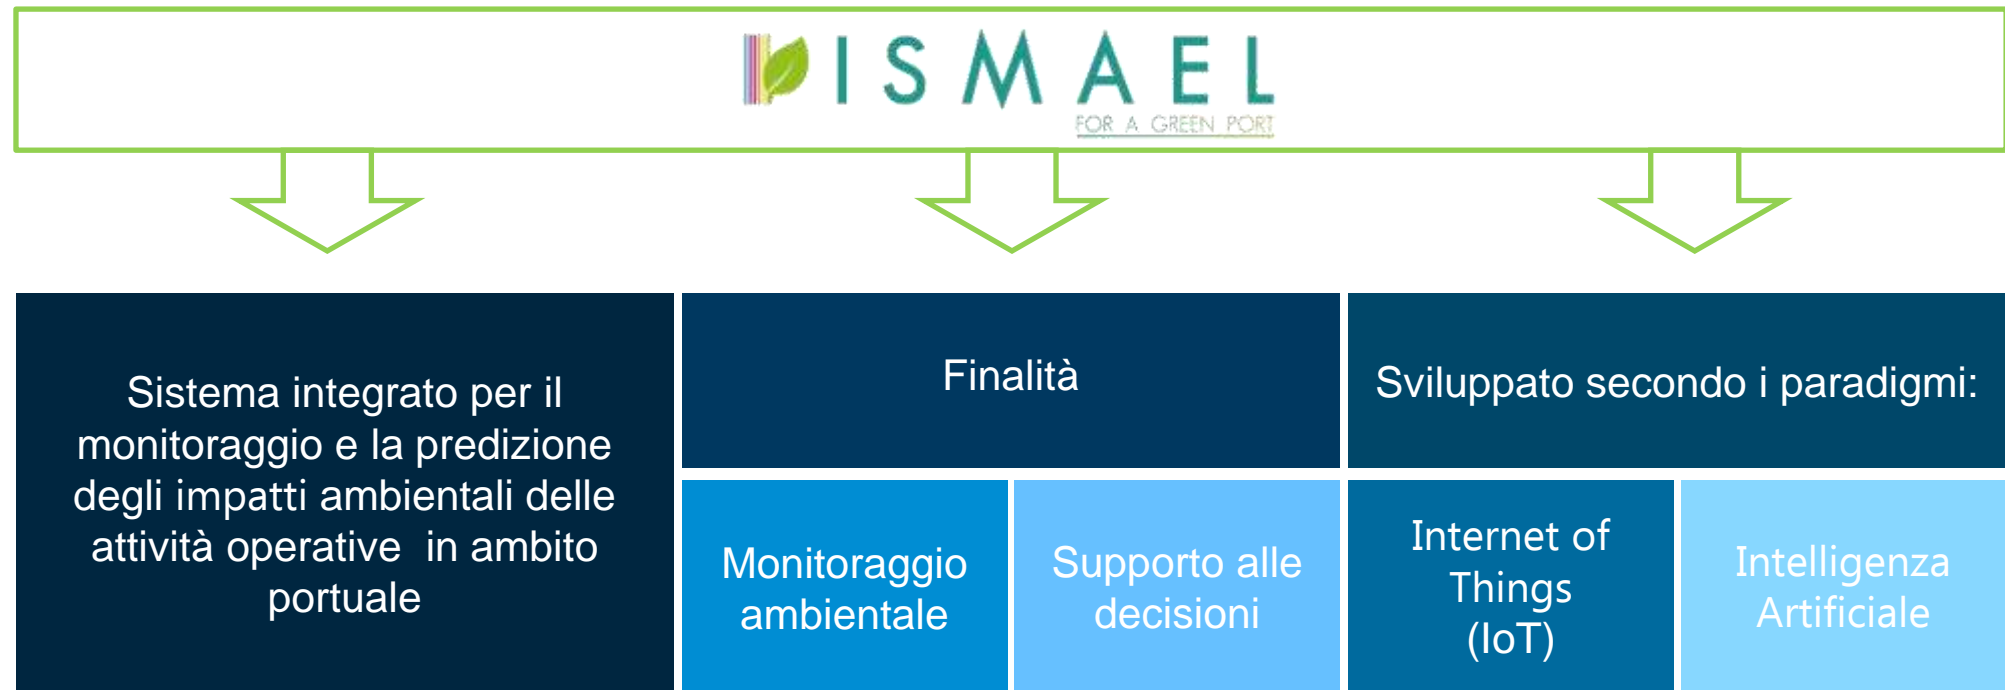 ISMAEL
FOR A GREEN PORT
Sistema integrato per il
monitoraggio e la predizione
degli impatti ambientali delle
attività operative in ambito
portuale
Finalità
Monitoraggio
ambientale
Supporto alle
decisioni
Sviluppato secondo i paradigmi:
Internet of
Things
(IoT)
Intelligenza
Artificiale